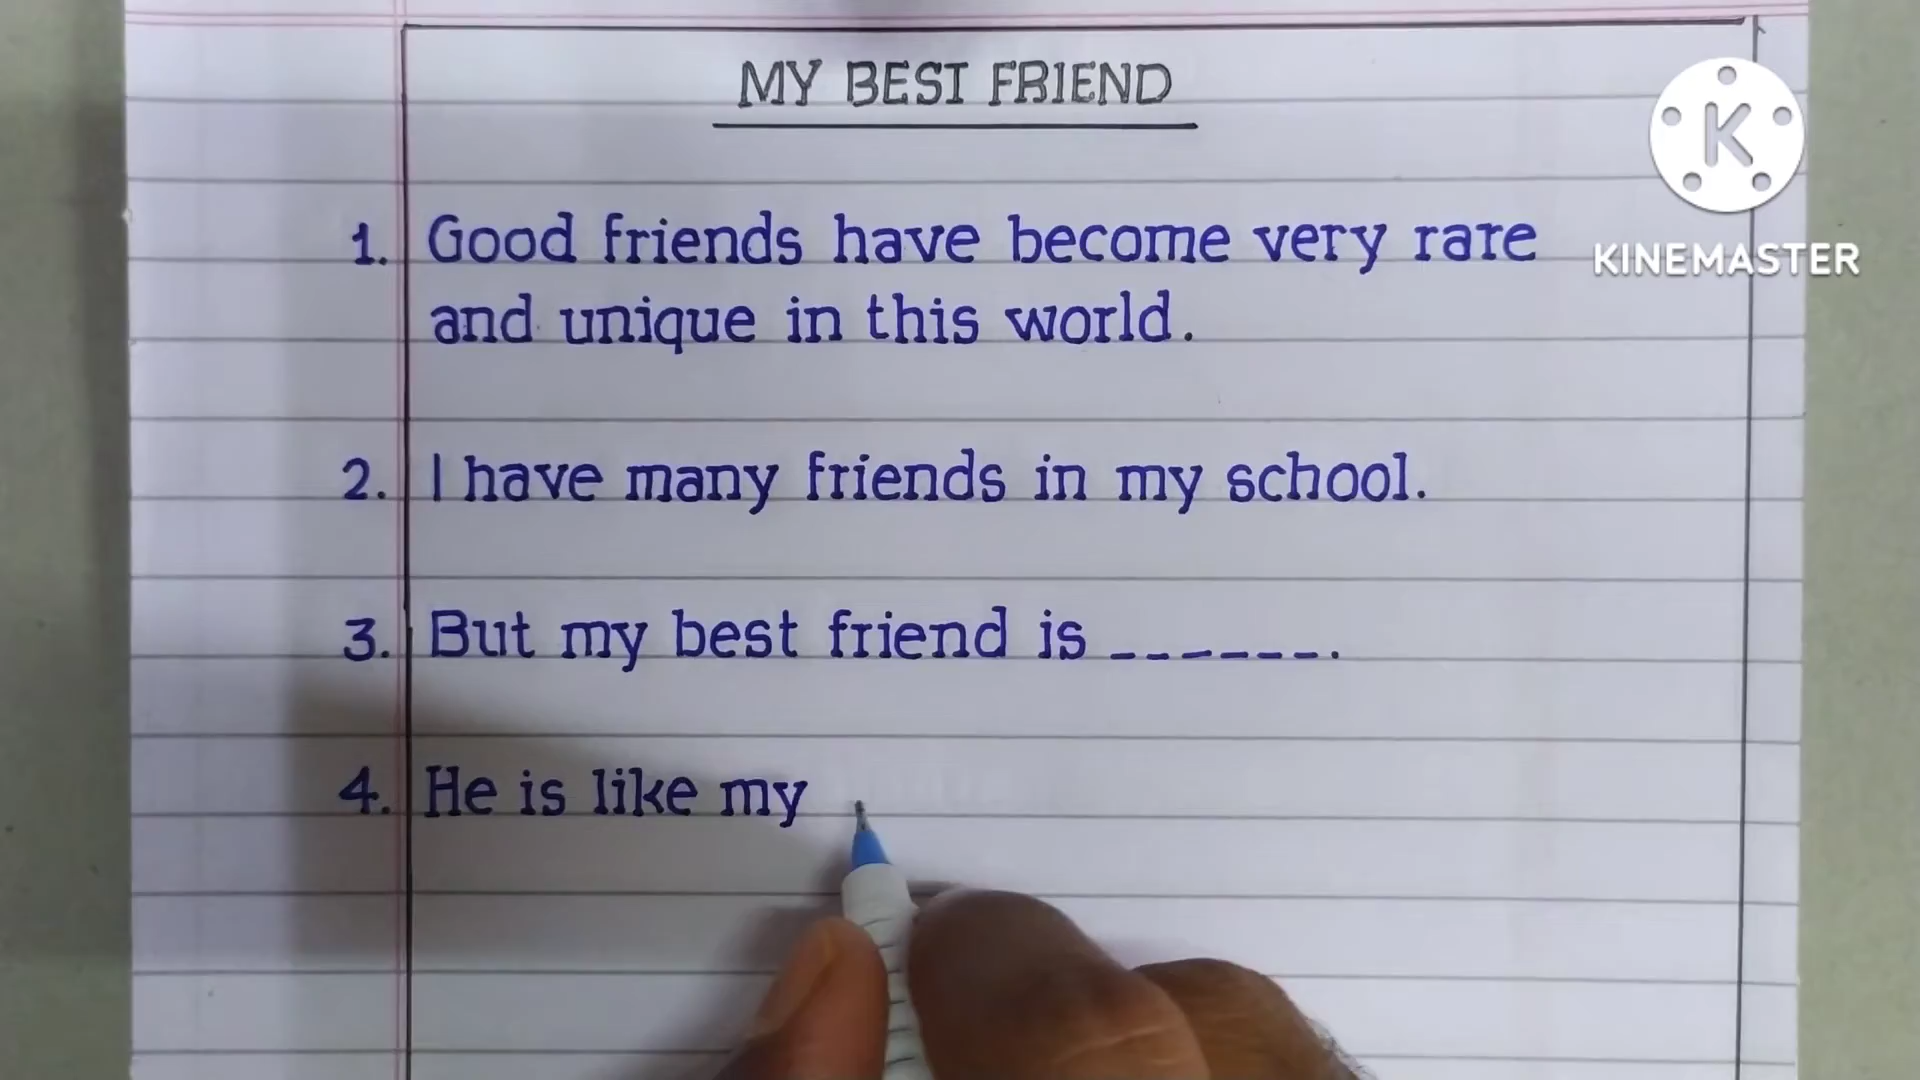 MY BEST FRIEND
1. Good friends have become very rare
and unique in this world.
2. I have many friends in my school.
3. But my best friend is _______.
4. He is like my
K
KINEMASTER